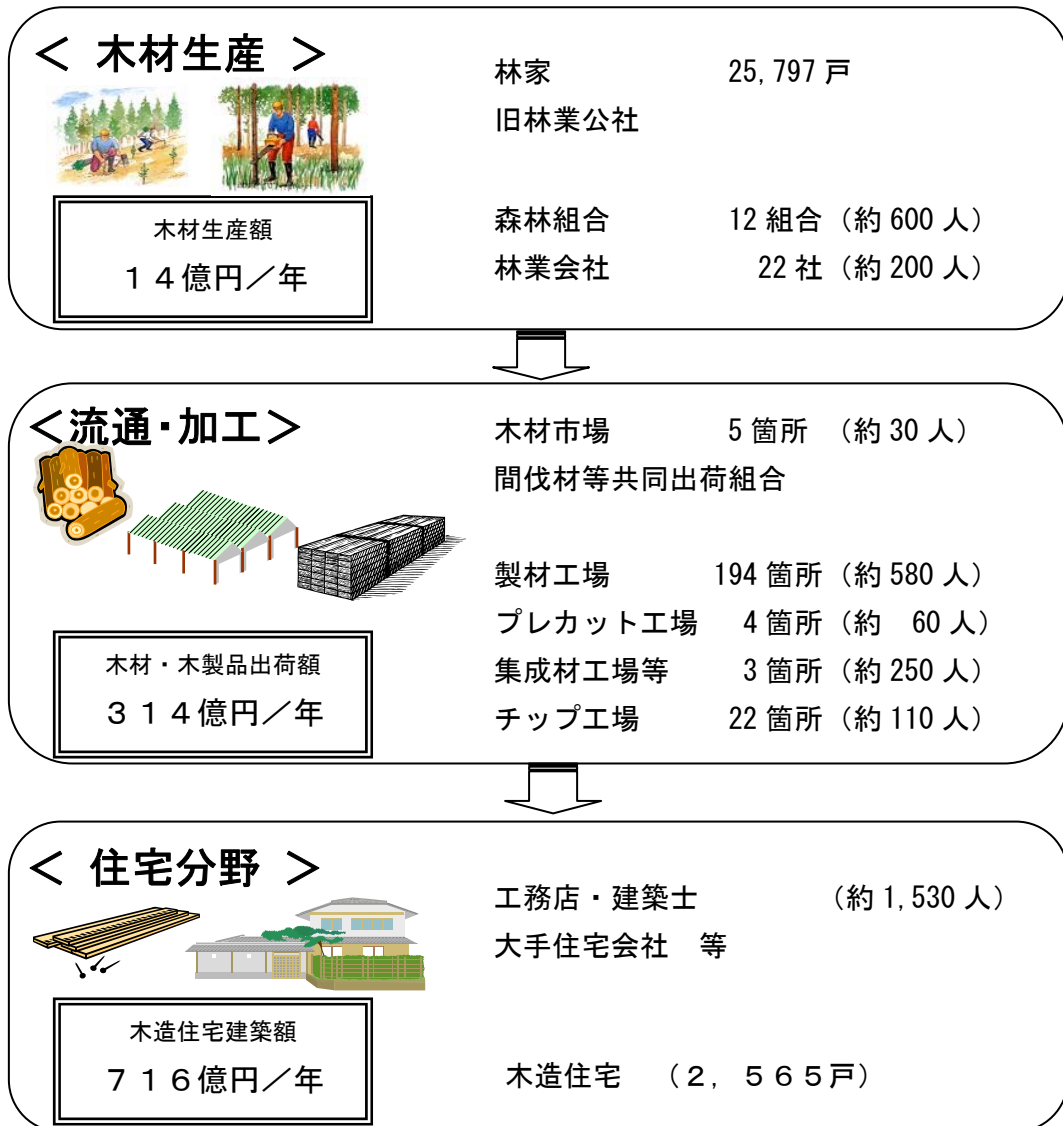 ＜ 木材生産 ＞
林家 25,797 戸
旧林業公社
森林組合 12 組合（約 600 人）
林業会社 22 社（約 200 人）
木材生産額
１４億円／年
＜流通・加工＞
木材市場 5 箇所 （約 30 人）
間伐材等共同出荷組合
製材工場 194 箇所（約 580 人）
プレカット工場 4 箇所（約 60 人）
集成材工場等 3 箇所（約 250 人）
チップ工場 22 箇所（約 110 人）
木材・木製品出荷額
３１４億円／年
＜ 住宅分野 ＞
工務店・建築士 （約 1,530 人）
大手住宅会社 等
木造住宅建築額
７１６億円／年
木造住宅 （２，５６５戸）